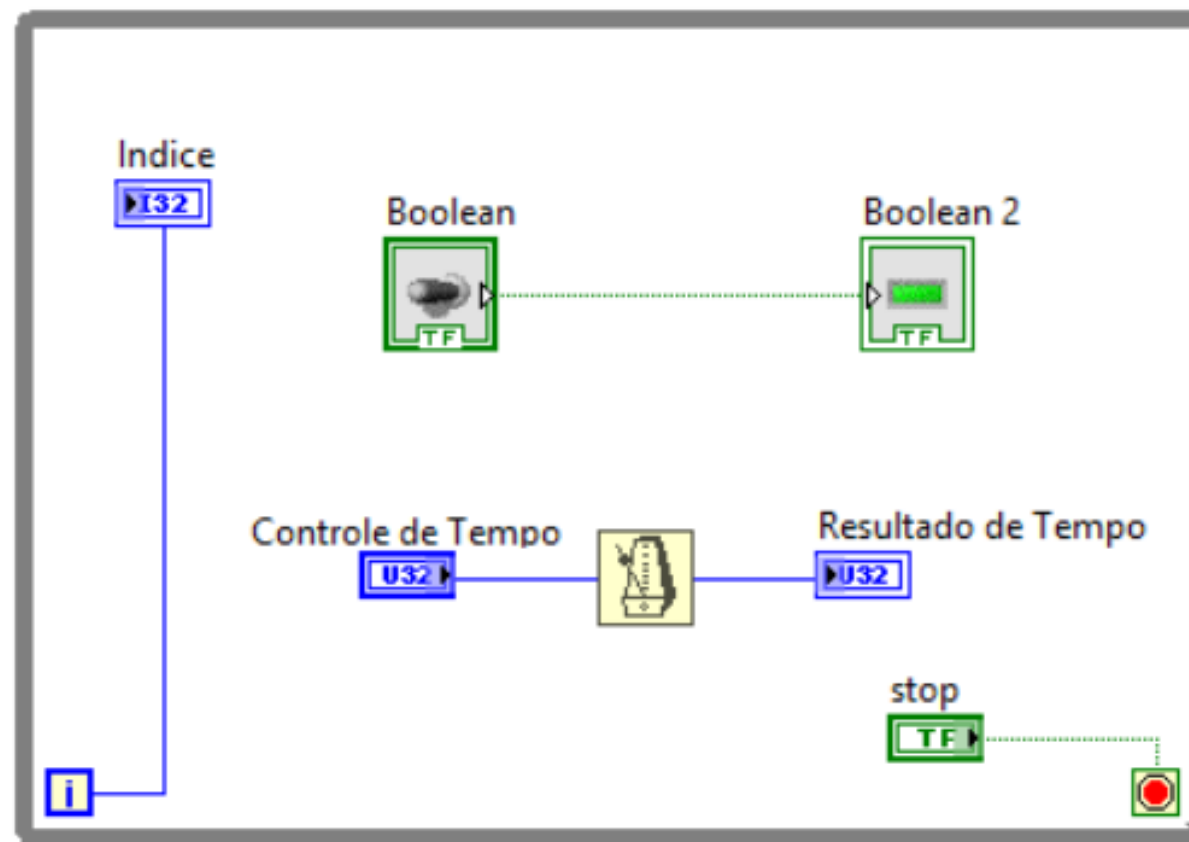 Indice
I32
Boolean
Boolean 2
TF
TF
Controle de Tempo
Resultado de Tempo
U32
U32
stop
TF
i